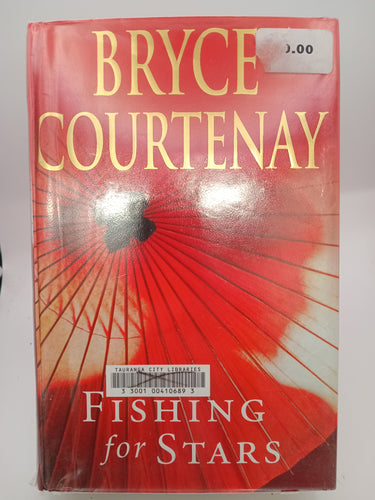 BRYCE
.00
COURTENAY
TAURANGA CITY LIBRARIES
3 3001 00410689 3
FISHING
for STARS